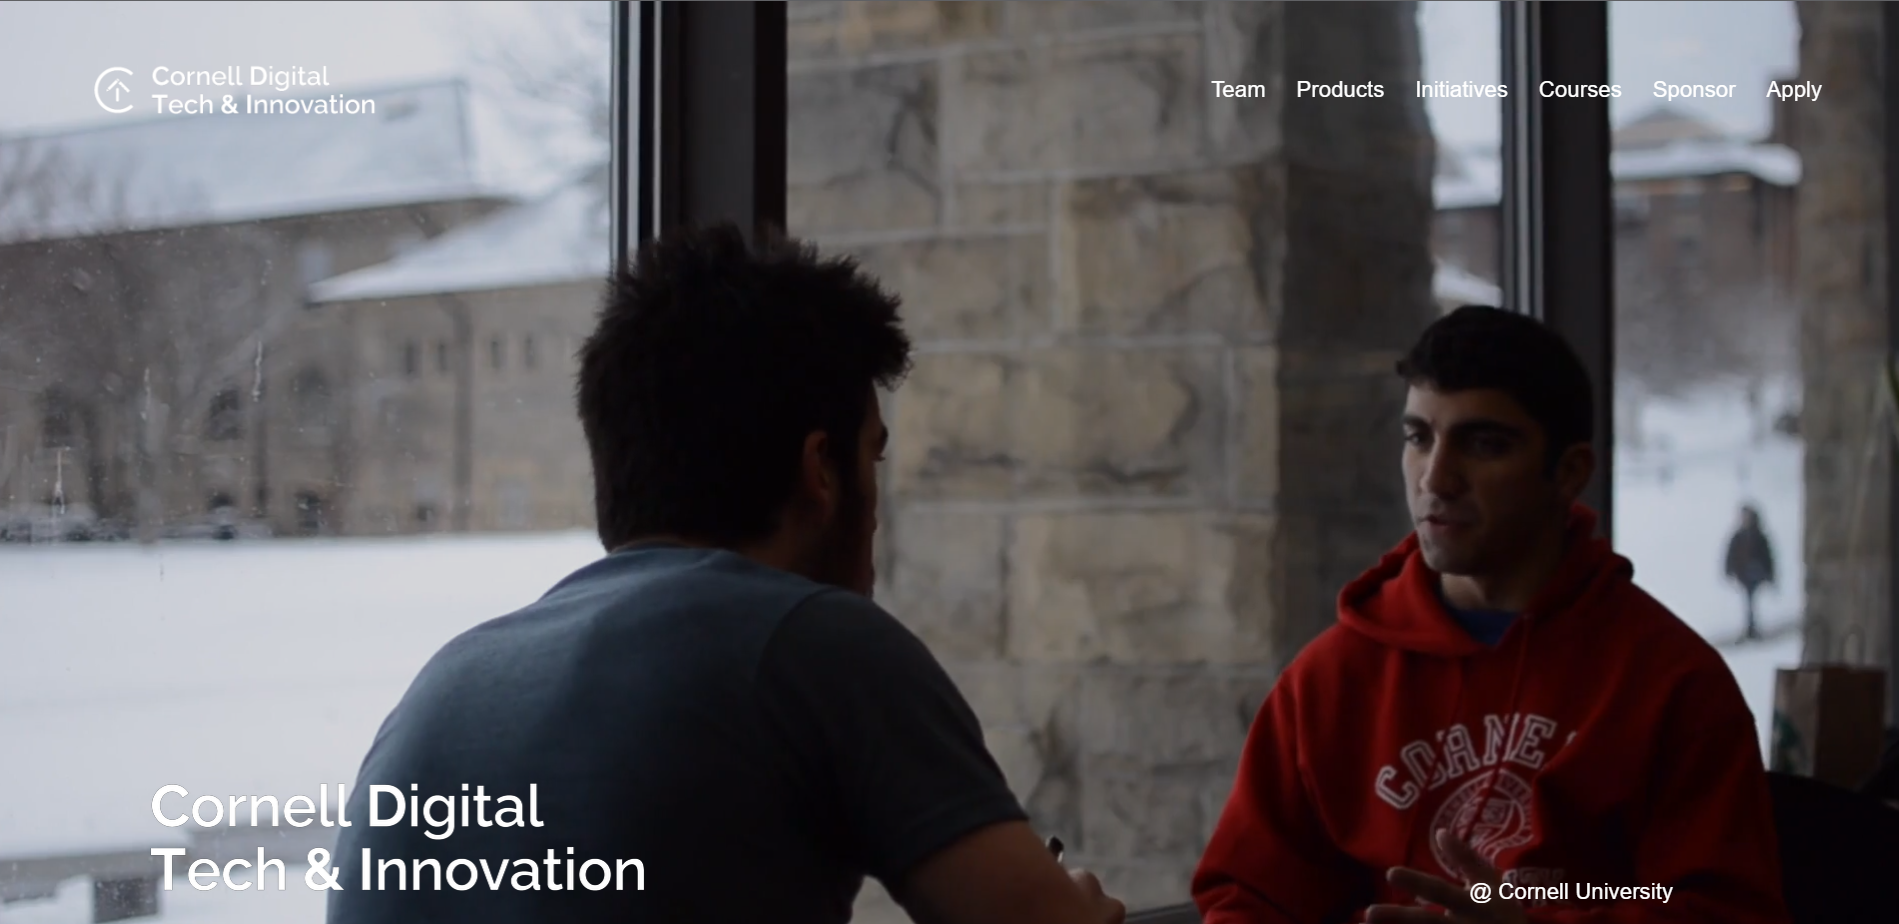 Cornell Digital
Tech & Innovation
Team Products Initiatives Courses Sponsor Apply
Cornell Digital
Tech & Innovation
@ Cornell University